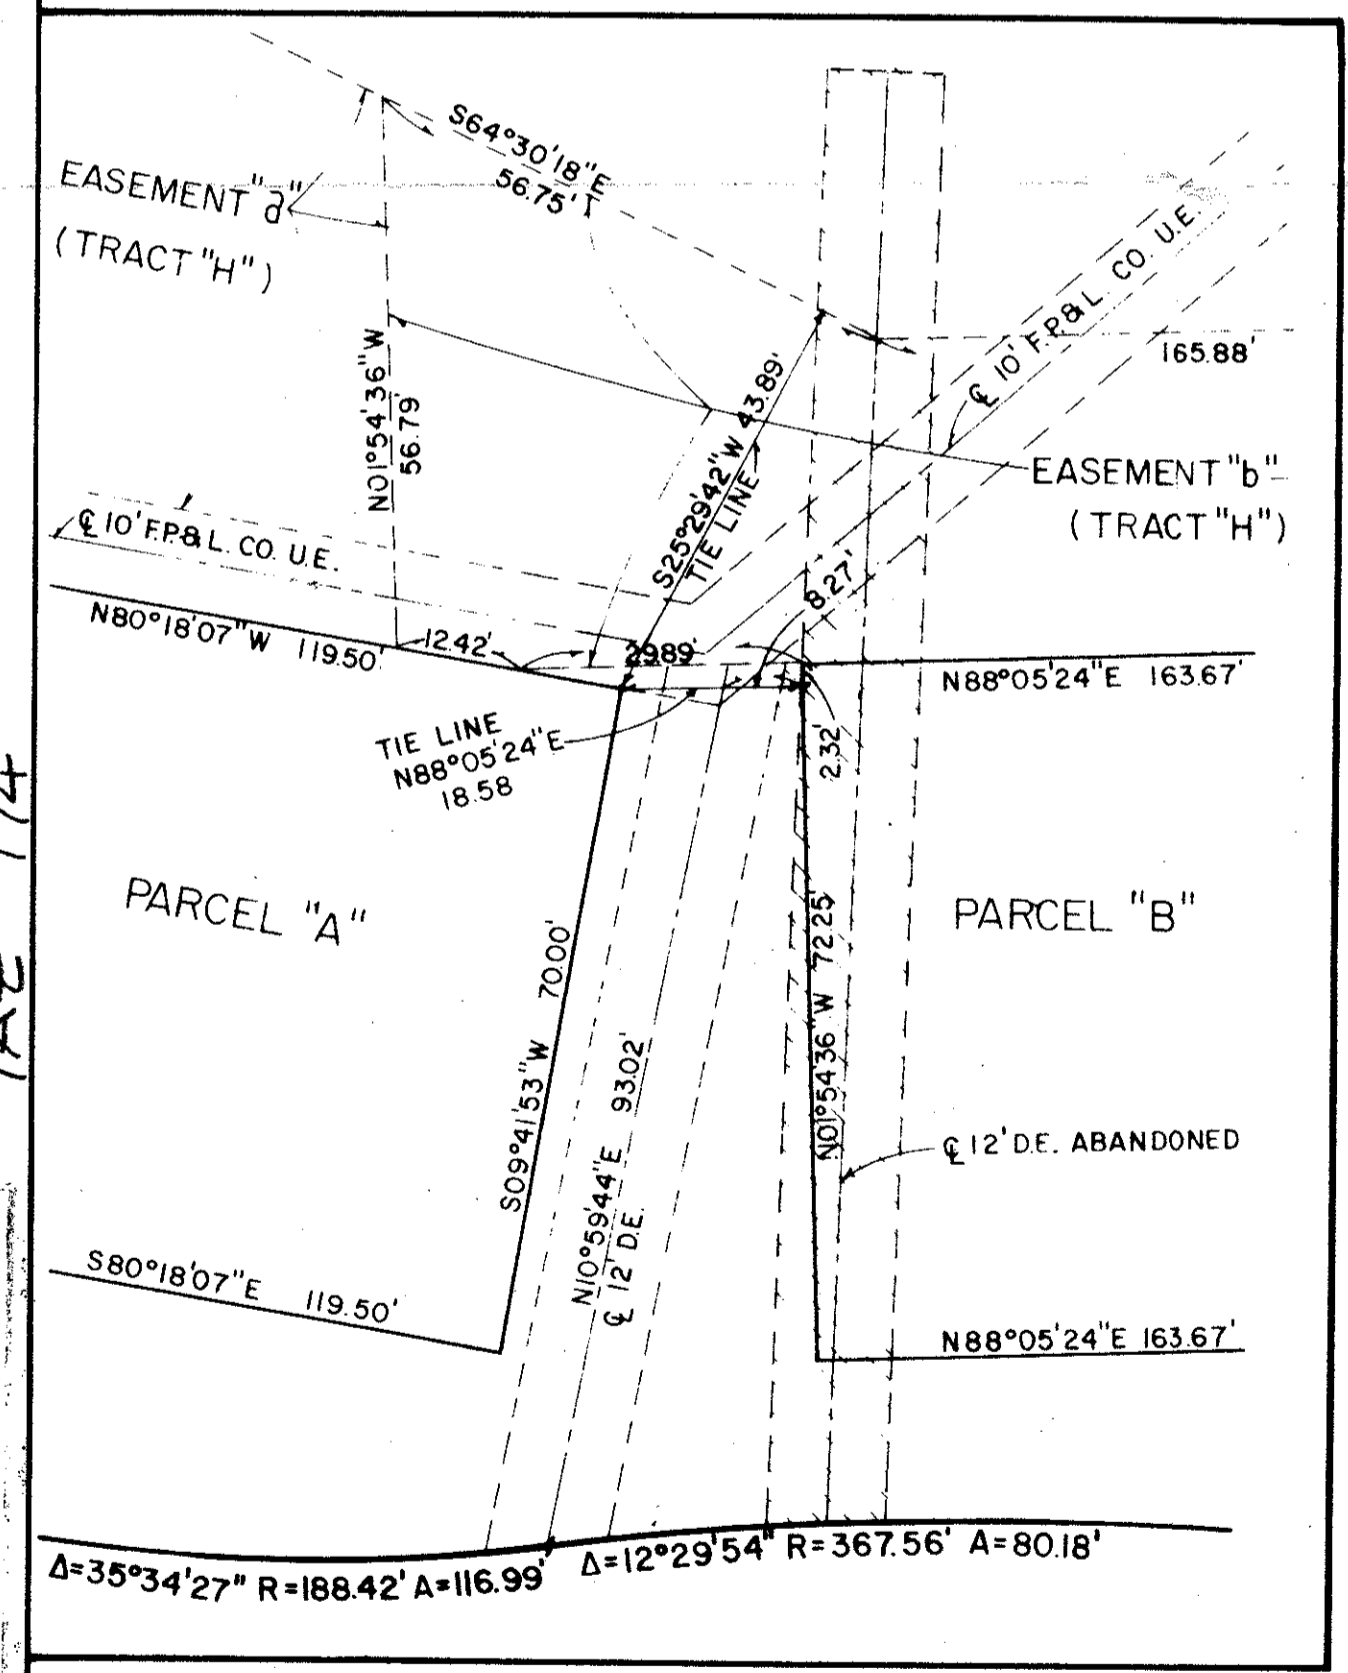 S64°30'18"E
56.75'
EASEMENT "a"
(TRACT "H")
N01°54'36"W
56.79'
S25°29'42"W 43.89'
TIE LINE
℄ 10' F.P.& L. CO. U.E.
165.88'
EASEMENT "b"
(TRACT "H")
℄ 10' F.P.& L. CO. U.E.
8.27'
N80°18'07"W 119.50'
12.42'
29.89'
N88°05'24"E 163.67'
TIE LINE
N88°05'24"E
18.58
2.32'
PARCEL "A"
PARCEL "B"
S09°41'53"W 70.00'
N10°59'44"E 93.02'
℄ 12' D.E.
N01°54'36"W 72.25'
℄ 12' D.E. ABANDONED
S80°18'07"E 119.50'
N88°05'24"E 163.67'
Δ=35°34'27" R=188.42' A=116.99'
Δ=12°29'54" R=367.56' A=80.18'